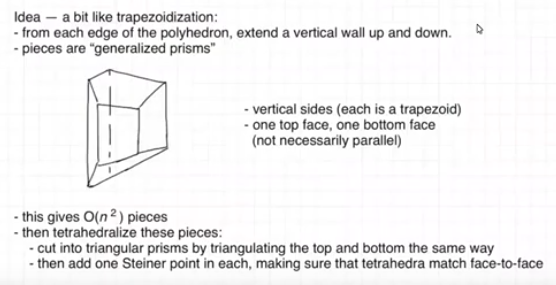 Idea — a bit like trapezoidization:
- from each edge of the polyhedron, extend a vertical wall up and down.
- pieces are “generalized prisms”
- vertical sides (each is a trapezoid)
- one top face, one bottom face
(not necessarily parallel)
- this gives O(n²) pieces
- then tetrahedralize these pieces:
- cut into triangular prisms by triangulating the top and bottom the same way
- then add one Steiner point in each, making sure that tetrahedra match face-to-face